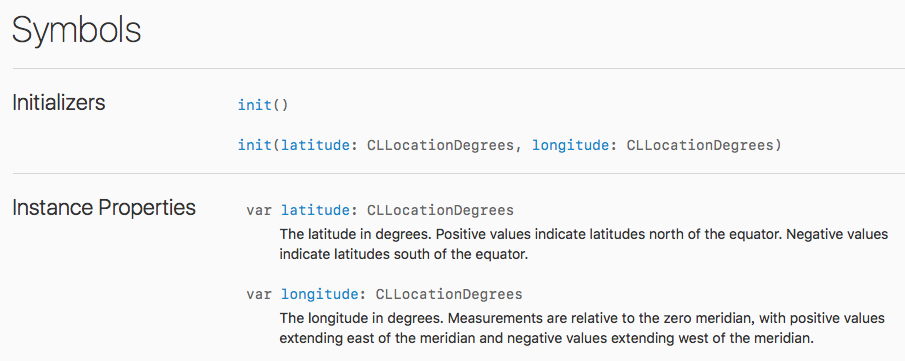 Symbols
Initializers
init()
init(latitude: CLLocationDegrees, longitude: CLLocationDegrees)
Instance Properties
var latitude: CLLocationDegrees
The latitude in degrees. Positive values indicate latitudes north of the equator. Negative values
indicate latitudes south of the equator.
var longitude: CLLocationDegrees
The longitude in degrees. Measurements are relative to the zero meridian, with positive values
extending east of the meridian and negative values extending west of the meridian.